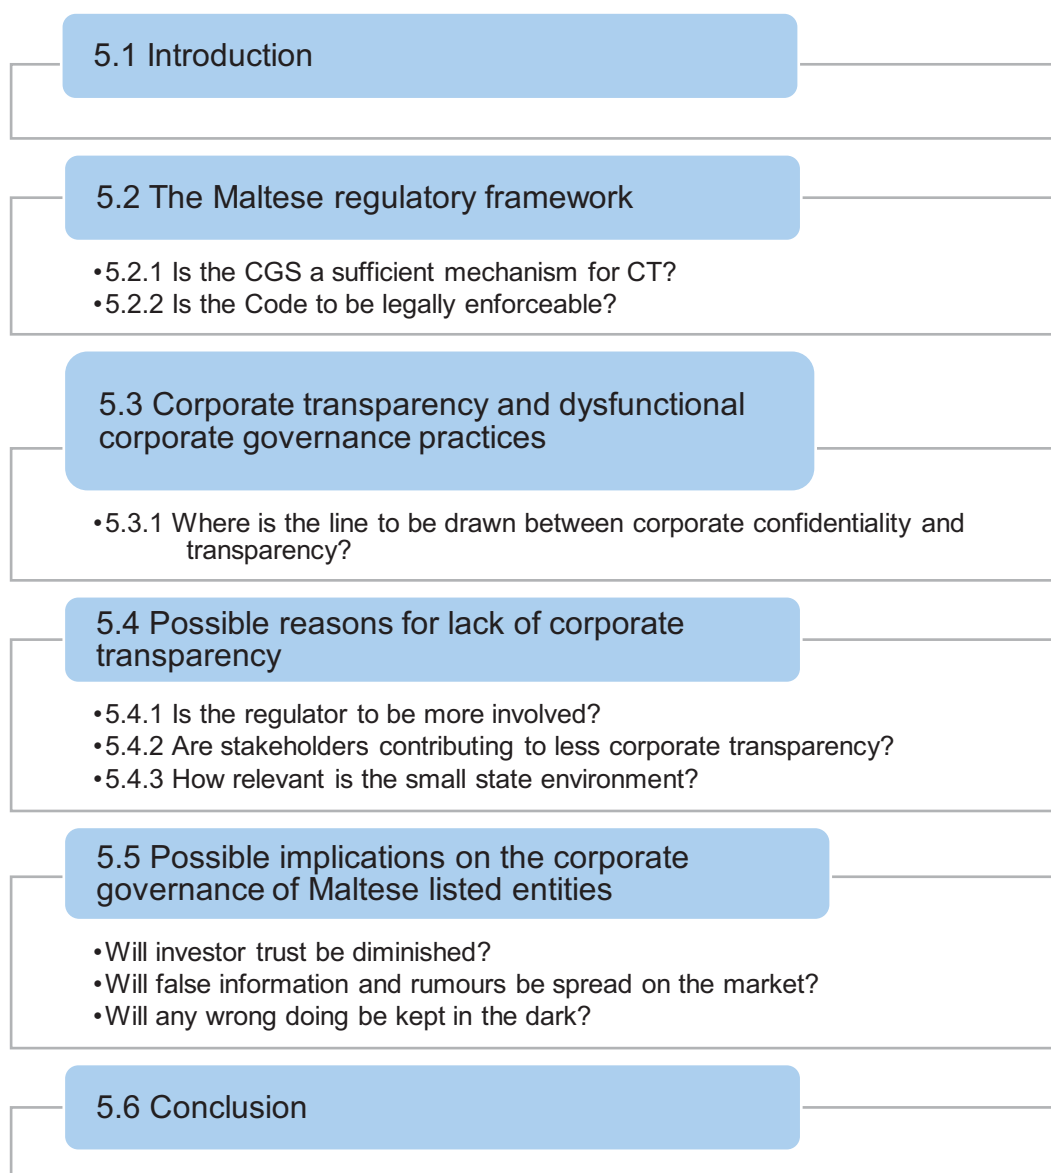 5.1 Introduction
5.2 The Maltese regulatory framework
•5.2.1 Is the CGS a sufficient mechanism for CT?
•5.2.2 Is the Code to be legally enforceable?
5.3 Corporate transparency and dysfunctional
corporate governance practices
•5.3.1 Where is the line to be drawn between corporate confidentiality and
transparency?
5.4 Possible reasons for lack of corporate
transparency
•5.4.1 Is the regulator to be more involved?
•5.4.2 Are stakeholders contributing to less corporate transparency?
•5.4.3 How relevant is the small state environment?
5.5 Possible implications on the corporate
governance of Maltese listed entities
•Will investor trust be diminished?
•Will false information and rumours be spread on the market?
•Will any wrong doing be kept in the dark?
5.6 Conclusion